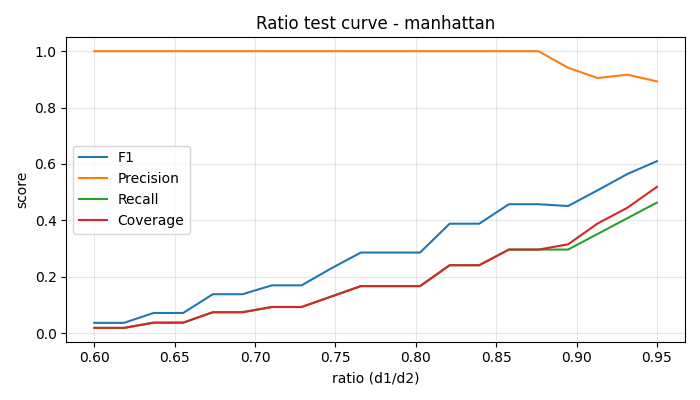 Ratio test curve - manhattan
1.0
0.8
0.6
0.4
0.2
0.0
score
F1
Precision
Recall
Coverage
0.60 0.65 0.70 0.75 0.80 0.85 0.90 0.95
ratio (d1/d2)